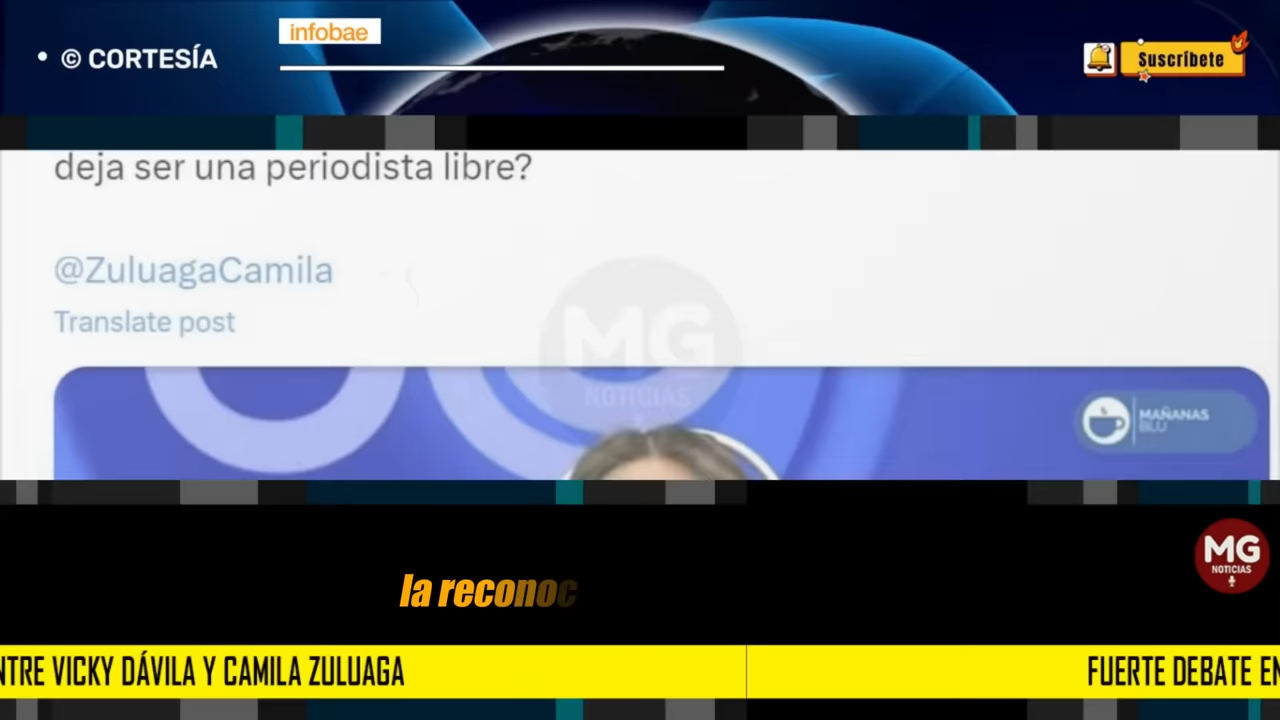 infobae
• © CORTESÍA
Suscríbete
deja ser una periodista libre?
@ZuluagaCamila
Translate post
MG
NOTICIAS
MAÑANAS
BLU
MG
NOTICIAS
la reconoc
NTRE VICKY DÁVILA Y CAMILA ZULUAGA
FUERTE DEBATE EN